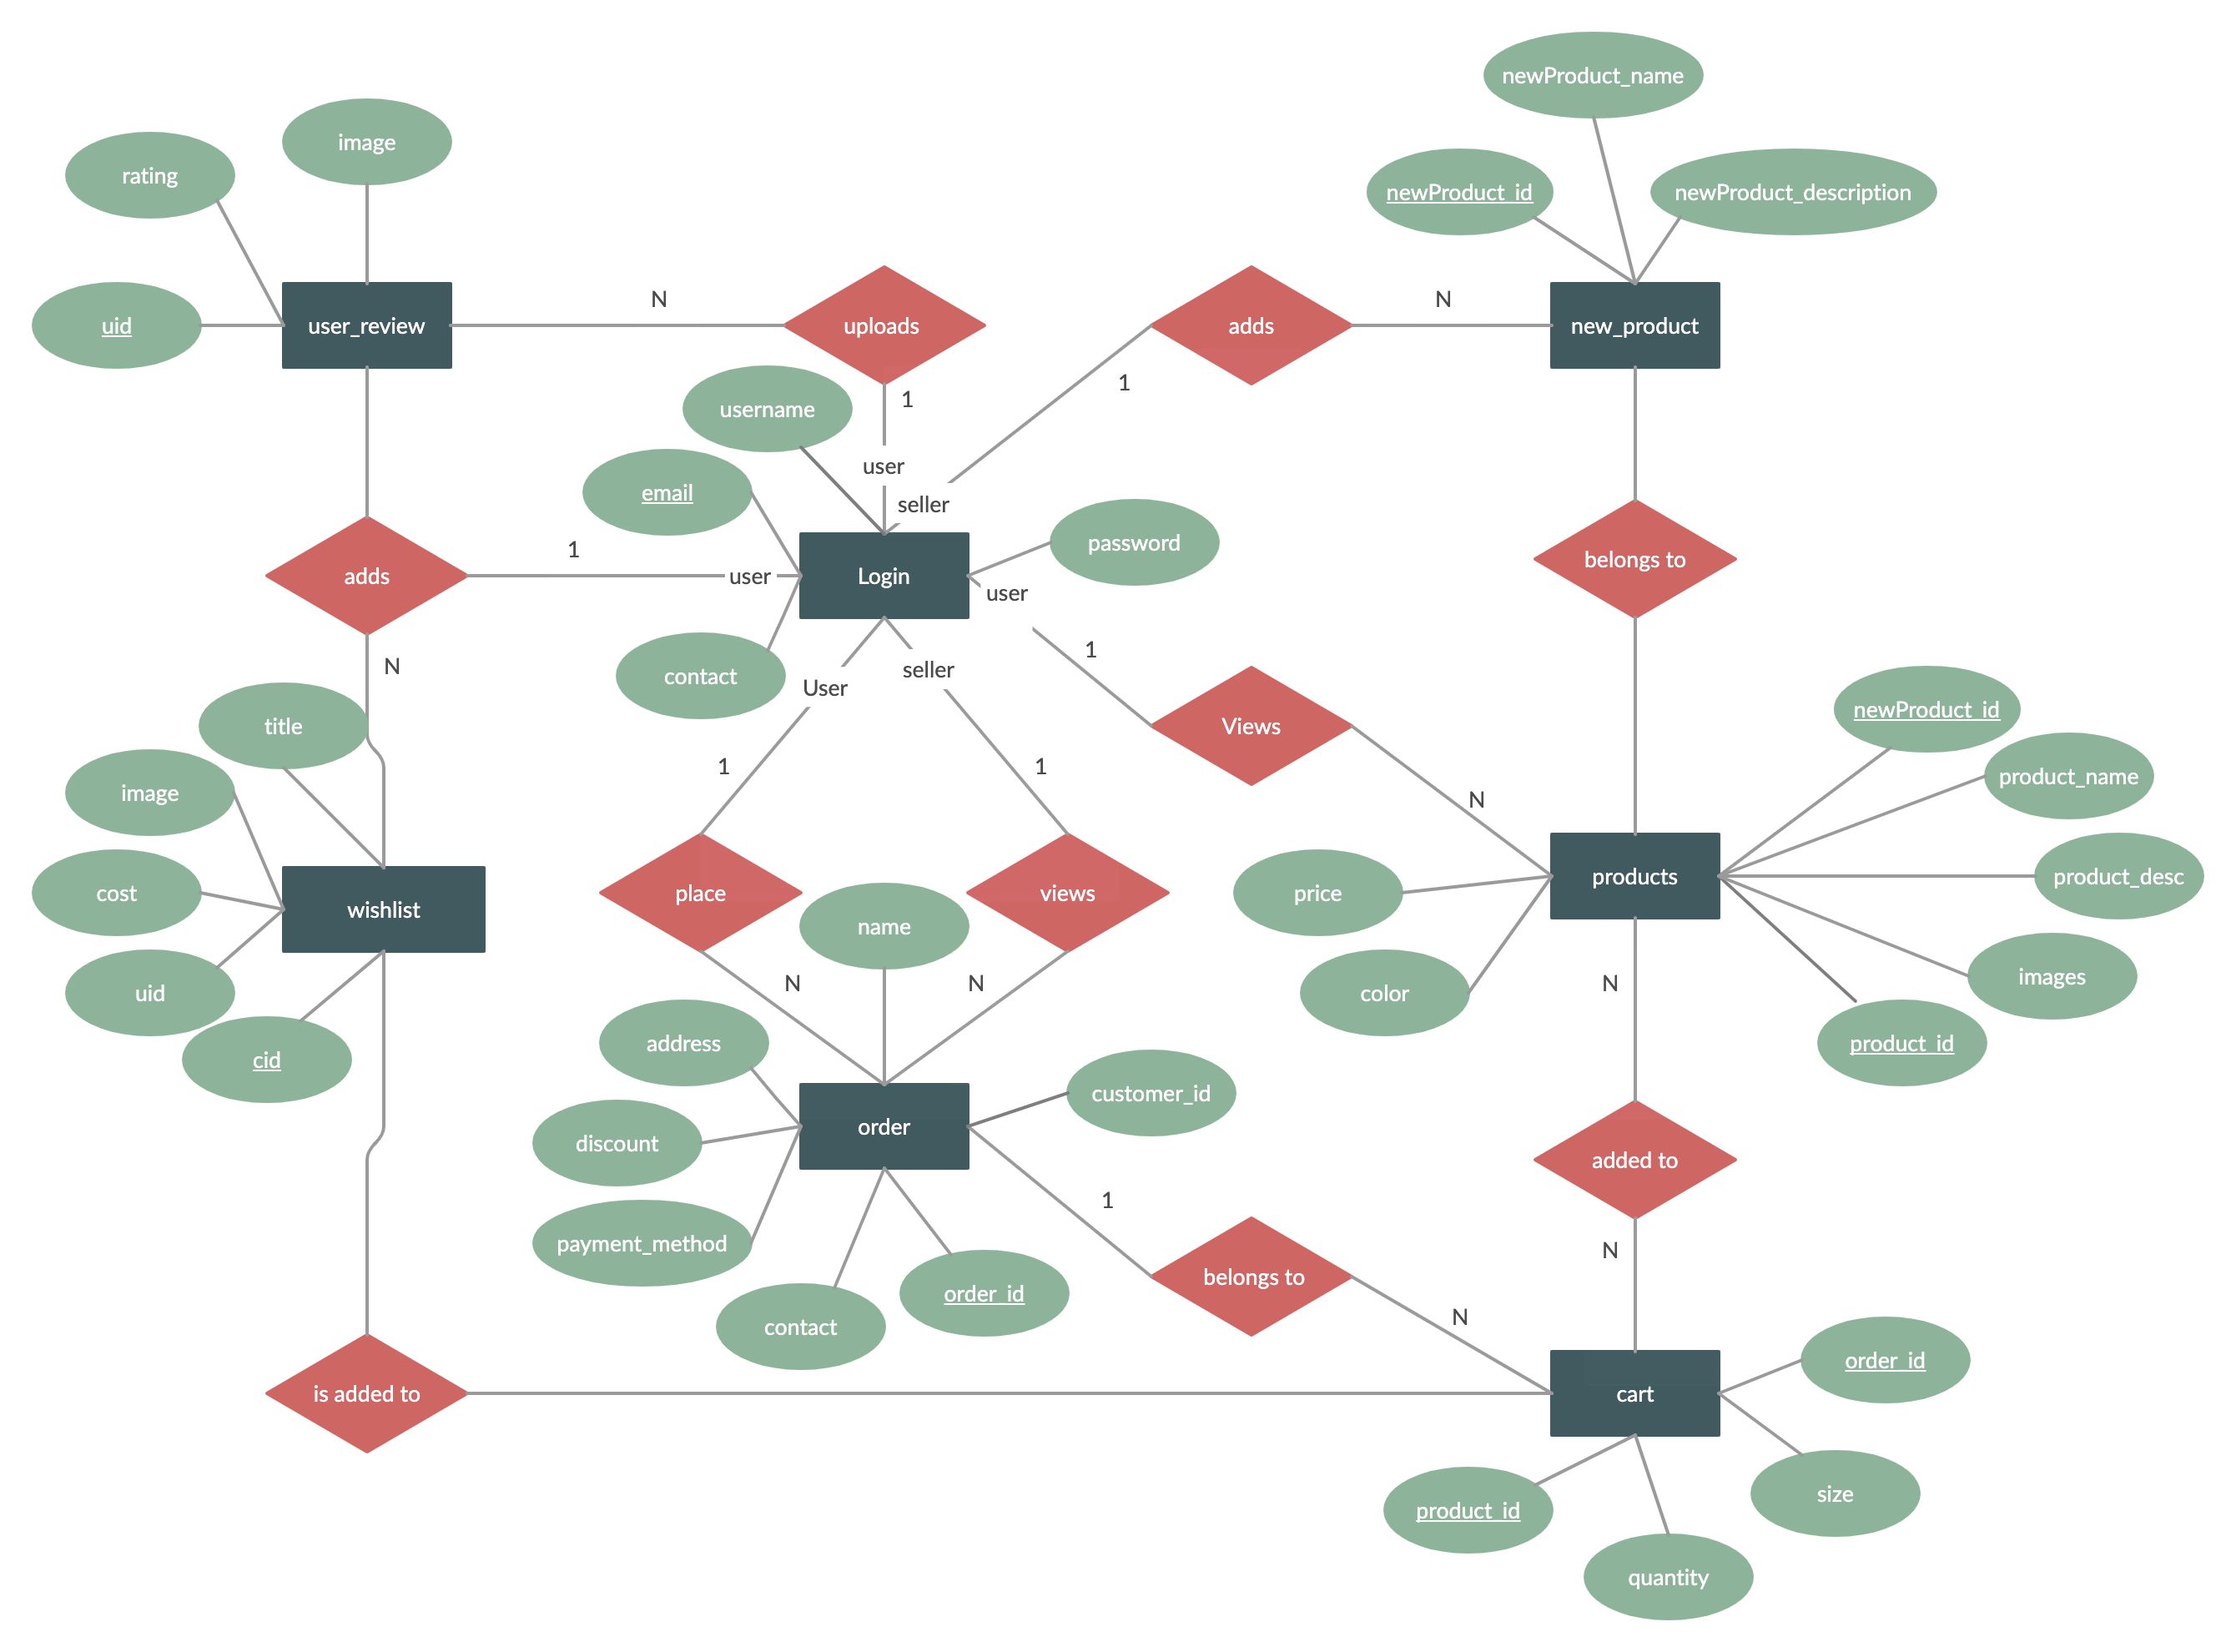 newProduct_name
image
rating
newProduct_id
newProduct_description
N
N
uid
user_review
uploads
adds
new_product
1
1
username
user
email
seller
password
1
belongs to
adds
user
Login
user
1
N
contact
seller
User
title
Views
newProduct_id
1
1
product_name
image
N
cost
place
views
price
products
product_desc
wishlist
name
N
N
N
uid
color
images
address
product_id
cid
customer_id
order
discount
added to
1
payment_method
N
belongs to
order_id
contact
N
order_id
is added to
cart
size
product_id
quantity